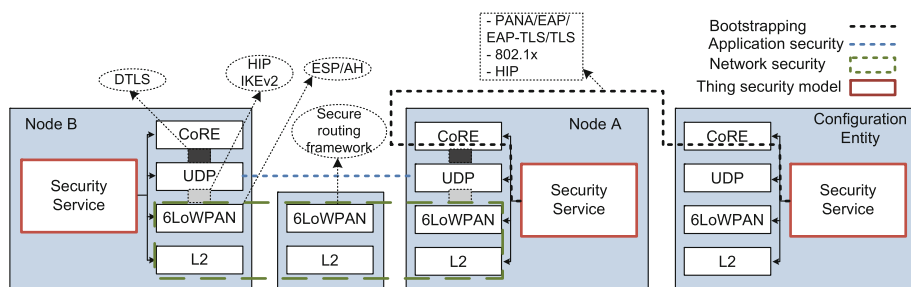 - PANA/EAP/
EAP-TLS/TLS
- 802.1x
- HIP
Bootstrapping
Application security
Network security
Thing security model
DTLS
HIP
IKEv2
ESP/AH
Secure
routing
framework
Node B
CoRE
UDP
6LoWPAN
L2
Security
Service
6LoWPAN
L2
Node A
CoRE
UDP
6LoWPAN
L2
Security
Service
Configuration
Entity
CoRE
UDP
6LoWPAN
L2
Security
Service